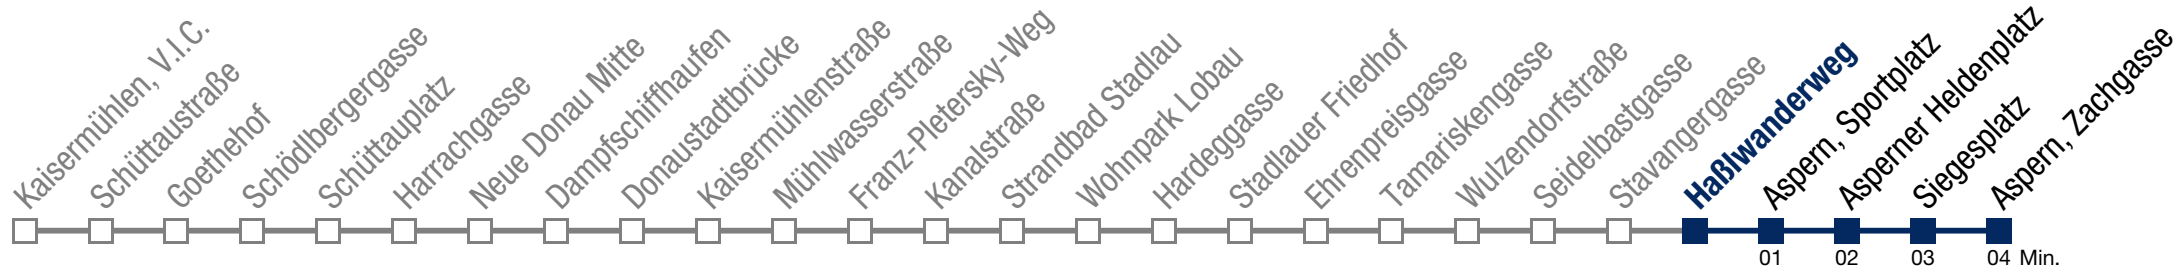 Kaisermühlen, V.I.C.
Schüttaustraße
Goethehof
Schödlbergergasse
Schüttauplatz
Harrachgasse
Neue Donau Mitte
Dampfschiffhaufen
Donaustadtbrücke
Kaisermühlenstraße
Mühlwasserstraße
Franz-Pletersky-Weg
Kanalstraße
Strandbad Stadlau
Wohnpark Lobau
Hardeggasse
Stadlauer Friedhof
Ehrenpreisgasse
Tamariskengasse
Wulzendorfstraße
Seidelbastgasse
Stavangergasse
Haßlwanderweg
Aspern, Sportplatz
Asperner Heldenplatz
Siegesplatz
Aspern, Zachgasse
01 02 03 04 Min.